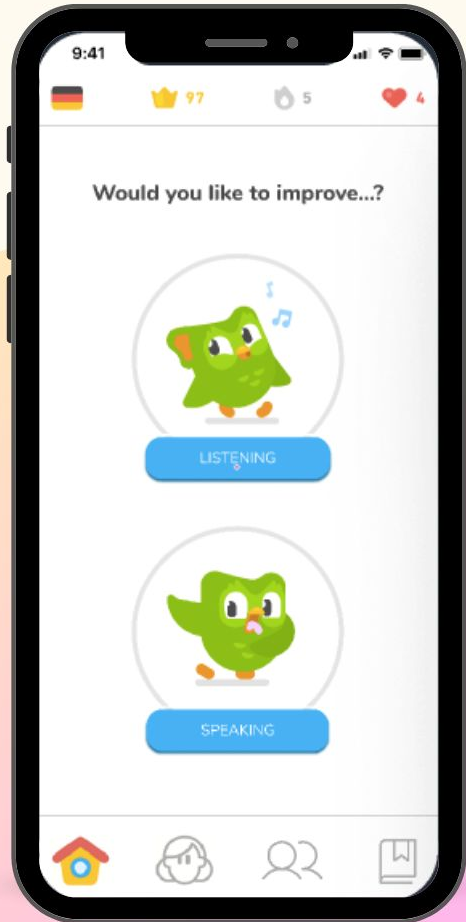 9:41
97 5 4
Would you like to improve...?
LISTENING
SPEAKING